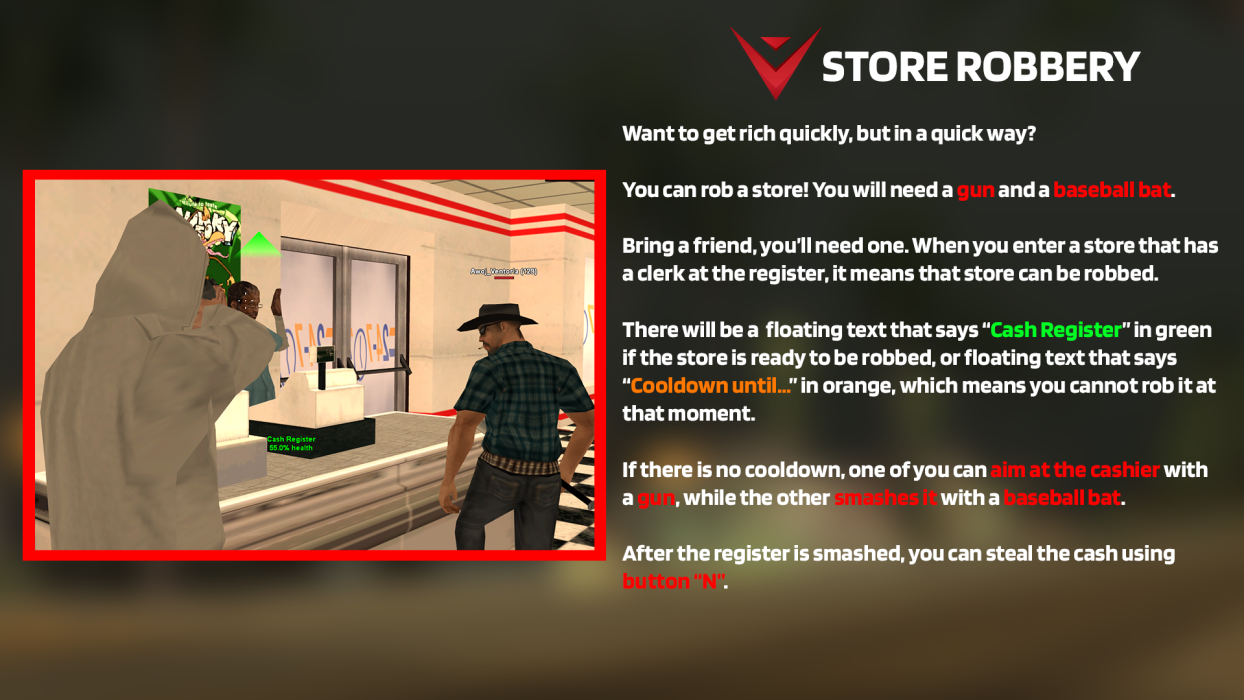 STORE ROBBERY
Want to get rich quickly, but in a quick way?
You can rob a store! You will need a gun and a baseball bat.
Bring a friend, you'll need one. When you enter a store that has
a clerk at the register, it means that store can be robbed.
There will be a floating text that says “Cash Register” in green
if the store is ready to be robbed, or floating text that says
“Cooldown until...” in orange, which means you cannot rob it at
that moment.
If there is no cooldown, one of you can aim at the cashier with
a gun, while the other smashes it with a baseball bat.
After the register is smashed, you can steal the cash using
button “N”.
Cash Register
55.0% health